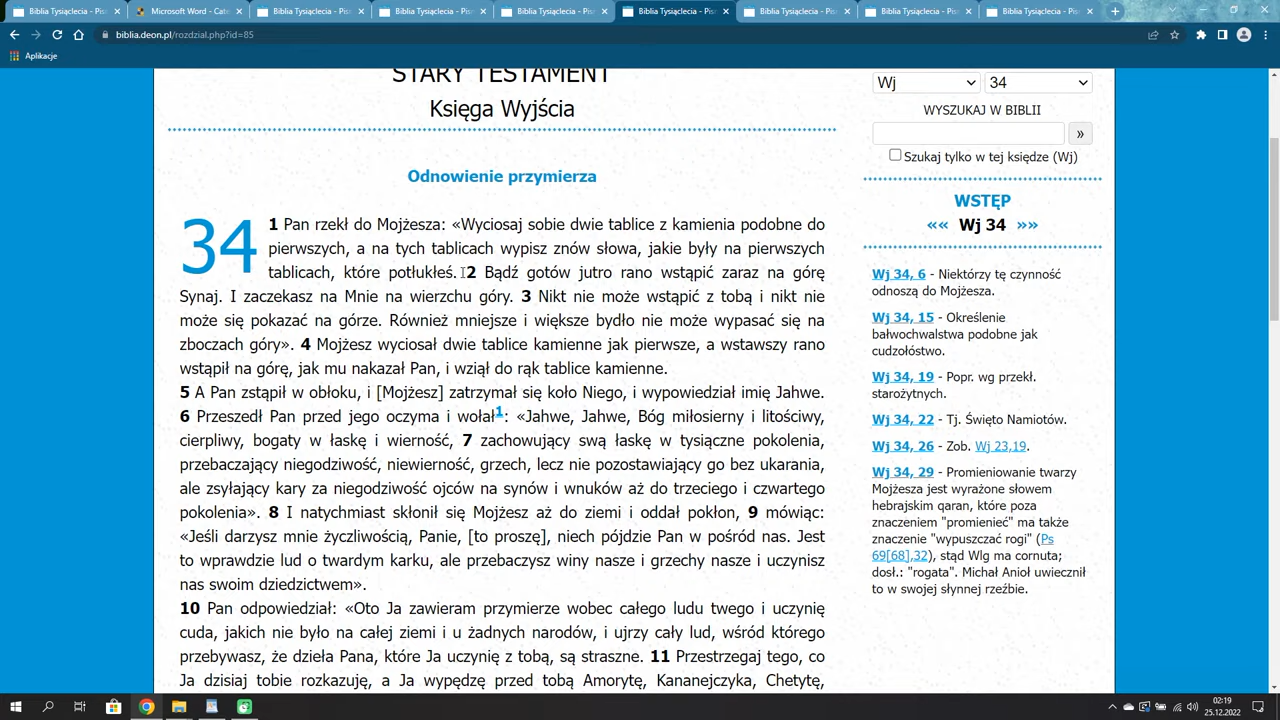 Biblia Tysiąclecia - Pis
Microsoft Word - Cate
Biblia Tysiąclecia - Pis
Biblia Tysiąclecia - Pis
Biblia Tysiąclecia - Pis
Biblia Tysiąclecia - Pis
Biblia Tysiąclecia - Pis
Biblia Tysiąclecia - Pis
Biblia Tysiąclecia - Pis
biblia.deon.pl/rozdzial.php?id=85
Aplikacje
STARY TESTAMENT
Księga Wyjścia
Odnowienie przymierza
34
1 Pan rzekł do Mojżesza: «Wyciosaj sobie dwie tablice z kamienia podobne do
pierwszych, a na tych tablicach wypisz znów słowa, jakie były na pierwszych
tablicach, które potłukłeś. 2 Bądź gotów jutro rano wstąpić zaraz na górę
Synaj. I zaczekasz na Mnie na wierzchu góry. 3 Nikt nie może wstąpić z tobą i nikt nie
może się pokazać na górze. Również mniejsze i większe bydło nie może wypasać się na
zboczach góry». 4 Mojżesz wyciosał dwie tablice kamienne jak pierwsze, a wstawszy rano
wstąpił na górę, jak mu nakazał Pan, i wziął do rąk tablice kamienne.
5 A Pan zstąpił w obłoku, i [Mojżesz] zatrzymał się koło Niego, i wypowiedział imię Jahwe.
6 Przeszedł Pan przed jego oczyma i wołał1: «Jahwe, Jahwe, Bóg miłosierny i litościwy,
cierpliwy, bogaty w łaskę i wierność, 7 zachowujący swą łaskę w tysiączne pokolenia,
przebaczający niegodziwość, niewierność, grzech, lecz nie pozostawiający go bez ukarania,
ale zsyłający kary za niegodziwość ojców na synów i wnuków aż do trzeciego i czwartego
pokolenia». 8 I natychmiast skłonił się Mojżesz aż do ziemi i oddał pokłon, 9 mówiąc:
«Jeśli darzysz mnie życzliwością, Panie, [to proszę], niech pójdzie Pan w pośród nas. Jest
to wprawdzie lud o twardym karku, ale przebaczysz winy nasze i grzechy nasze i uczynisz
nas swoim dziedzictwem».
10 Pan odpowiedział: «Oto Ja zawieram przymierze wobec całego ludu twego i uczynię
cuda, jakich nie było na całej ziemi i u żadnych narodów, i ujrzy cały lud, wśród którego
przebywasz, że dzieła Pana, które Ja uczynię z tobą, są straszne. 11 Przestrzegaj tego, co
Ja dzisiaj tobie rozkazuję, a Ja wypędzę przed tobą Amorytę, Kananejczyka, Chetytę,
Wj 34
WYSZUKAJ W BIBLII
»
Szukaj tylko w tej księdze (Wj)
WSTĘP
«« Wj 34 »»
Wj 34, 6 - Niektórzy tę czynność
odnoszą do Mojżesza.
Wj 34, 15 - Określenie
bałwochwalstwa podobne jak
cudzołóstwo.
Wj 34, 19 - Popr. wg przekł.
starożytnych.
Wj 34, 22 - Tj. Święto Namiotów.
Wj 34, 26 - Zob. Wj 23,19.
Wj 34, 29 - Promieniowanie twarzy
Mojżesza jest wyrażone słowem
hebrajskim qaran, które poza
znaczeniem "promienieć" ma także
znaczenie "wypuszczać rogi" (Ps
69[68],32), stąd Wlg ma cornuta;
dosł.: "rogata". Michał Anioł uwiecznił
to w swojej słynnej rzeźbie.
02:19
25.12.2022